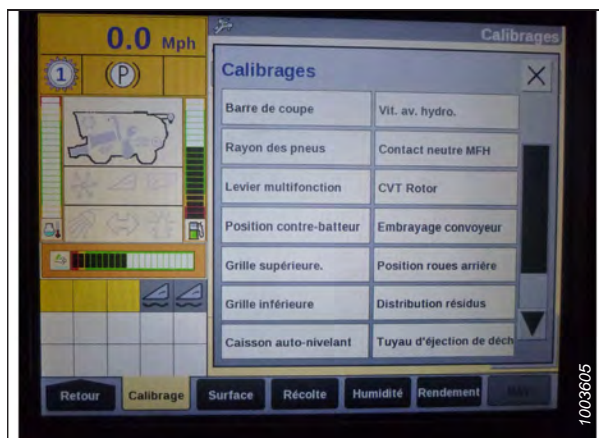 0.0 Mph
Calibrages
1
P
Calibrages
X
Barre de coupe
Vit. av. hydro.
Rayon des pneus
Contact neutre MFH
Levier multifonction
CVT Rotor
Position contre-batteur
Embrayage convoyeur
Grille supérieure.
Position roues arrière
Grille inférieure
Distribution résidus
Caisson auto-nivelant
Tuyau d'éjection de déch
Retour
Calibrage
Surface
Récolte
Humidité
Rendement
1003605